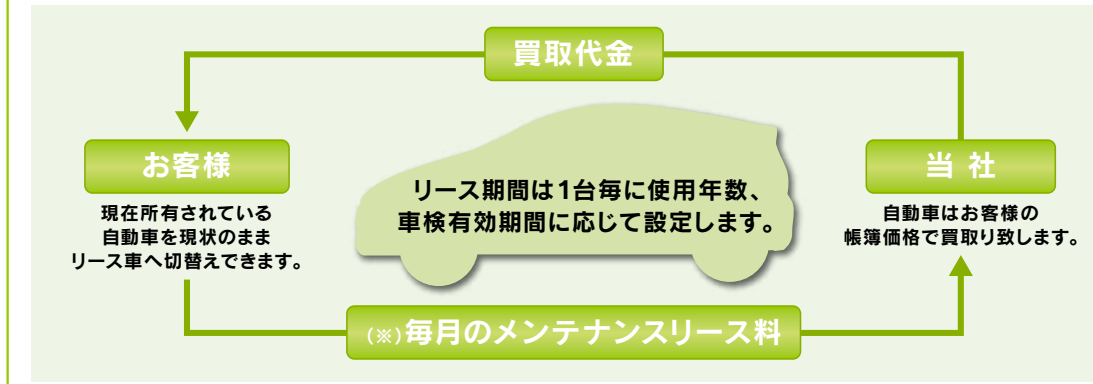 買取代金
お客様
現在所有されている
自動車を現状のまま
リース車へ切替えできます。
リース期間は1台毎に使用年数、
車検有効期間に応じて設定します。
当 社
自動車はお客様の
帳簿価格で買取り致します。
(※)毎月のメンテナンスリース料